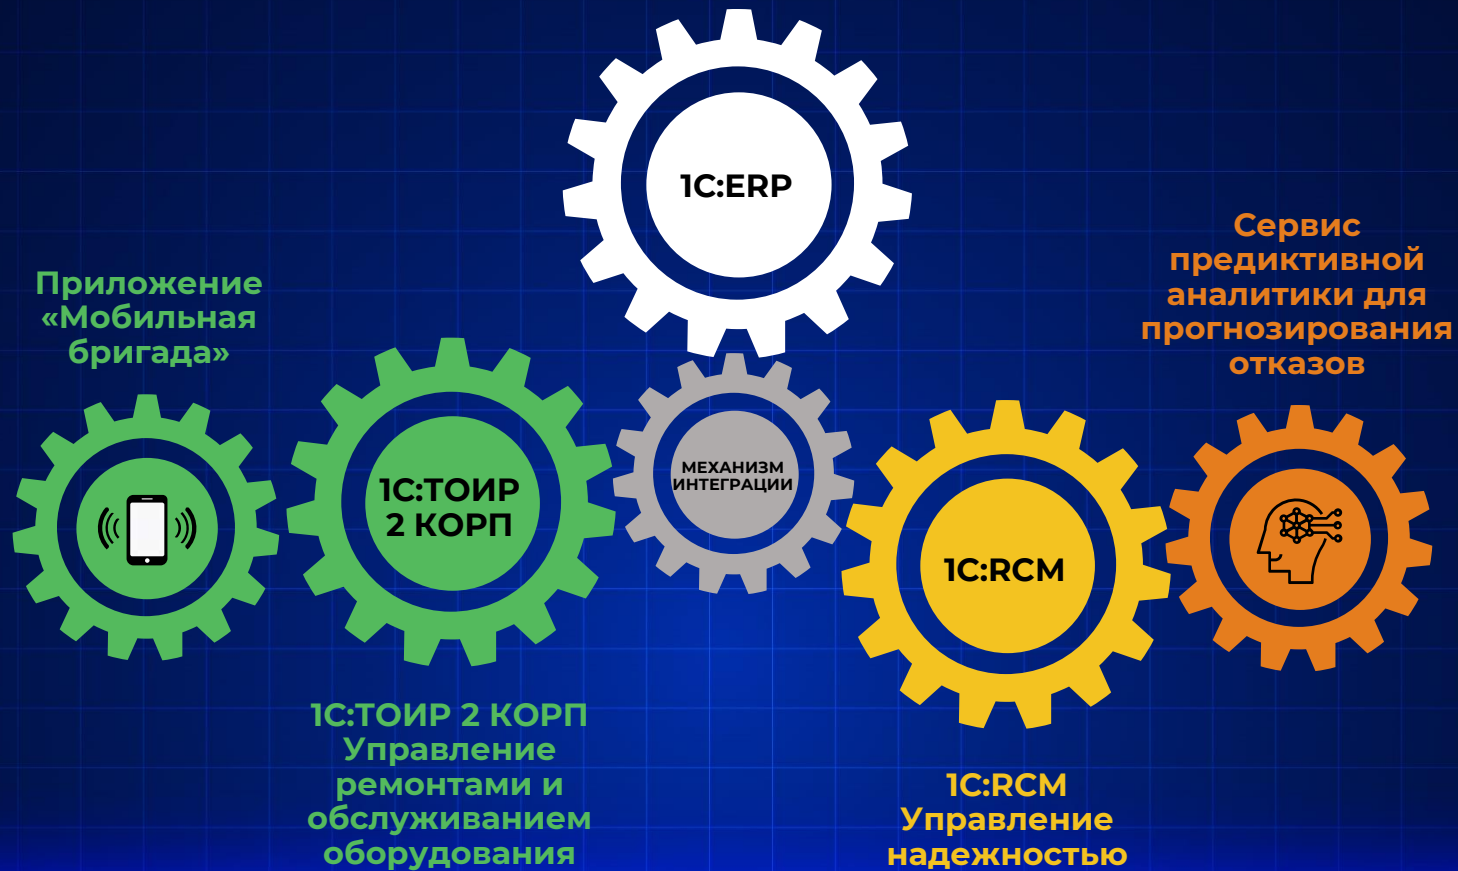 1С:ERP
Сервис
предиктивной
аналитики для
прогнозирования
отказов
Приложение
«Мобильная
бригада»
1С:ТОИР
2 КОРП
МЕХАНИЗМ
ИНТЕГРАЦИИ
1С:RCM
1С:ТОИР 2 КОРП
Управление
ремонтами и
обслуживанием
оборудования
1С:RCM
Управление
надежностью